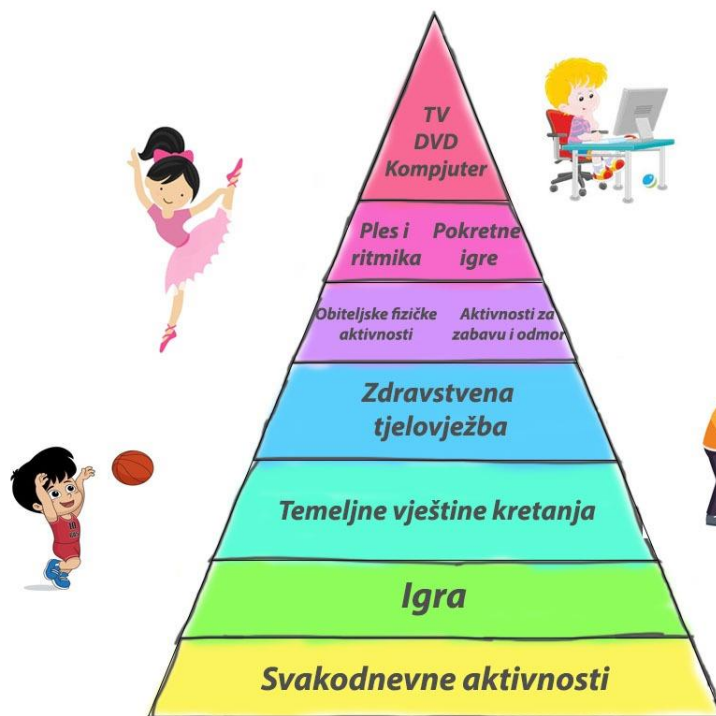 TV
DVD
Kompjuter
Ples i
ritmika
Pokretne
igre
Obiteljske fizičke
aktivnosti
Aktivnosti za
zabavu i odmor
Zdravstvena
tjelovježba
Temeljne vještine kretanja
Igra
Svakodnevne aktivnosti